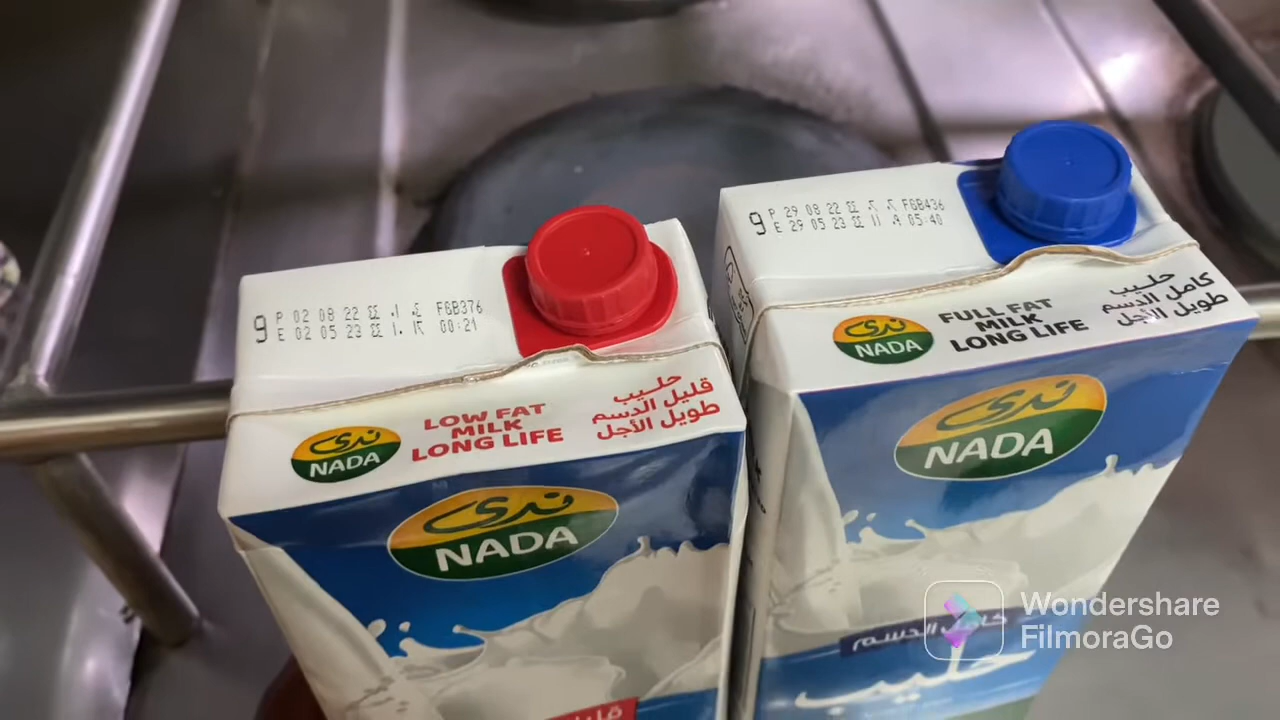 9
P 02 08 22
FGB376
E 02 05 23
00:21
ندى
NADA
LOW FAT
MILK
LONG LIFE
حليب
قليل الدسم
طويل الأجل
ندى
NADA
9
P 29 08 22
FGB436
E 29 05 23
05:40
ندى
NADA
FULL FAT
MILK
LONG LIFE
حليب
كامل الدسم
طويل الأجل
ندى
NADA
كامل الدسم
حليب
Wondershare
FilmoraGo